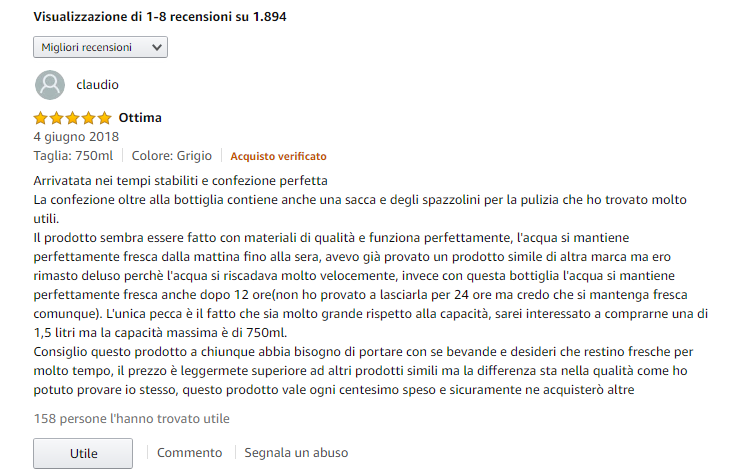 Visualizzazione di 1-8 recensioni su 1.894
Migliori recensioni
claudio
Ottima
4 giugno 2018
Taglia: 750ml | Colore: Grigio | Acquisto verificato
Arrivatata nei tempi stabiliti e confezione perfetta
La confezione oltre alla bottiglia contiene anche una sacca e degli spazzolini per la pulizia che ho trovato molto
utili.
Il prodotto sembra essere fatto con materiali di qualità e funziona perfettamente, l'acqua si mantiene
perfettamente fresca dalla mattina fino alla sera, avevo già provato un prodotto simile di altra marca ma ero
rimasto deluso perchè l'acqua si riscadava molto velocemente, invece con questa bottiglia l'acqua si mantiene
perfettamente fresca anche dopo 12 ore(non ho provato a lasciarla per 24 ore ma credo che si mantenga fresca
comunque). L'unica pecca è il fatto che sia molto grande rispetto alla capacità, sarei interessato a comprarne una di
1,5 litri ma la capacità massima è di 750ml.
Consiglio questo prodotto a chiunque abbia bisogno di portare con se bevande e desideri che restino fresche per
molto tempo, il prezzo è leggermete superiore ad altri prodotti simili ma la differenza sta nella qualità come ho
potuto provare io stesso, questo prodotto vale ogni centesimo speso e sicuramente ne acquisterò altre
158 persone l'hanno trovato utile
Utile | Commento | Segnala un abuso